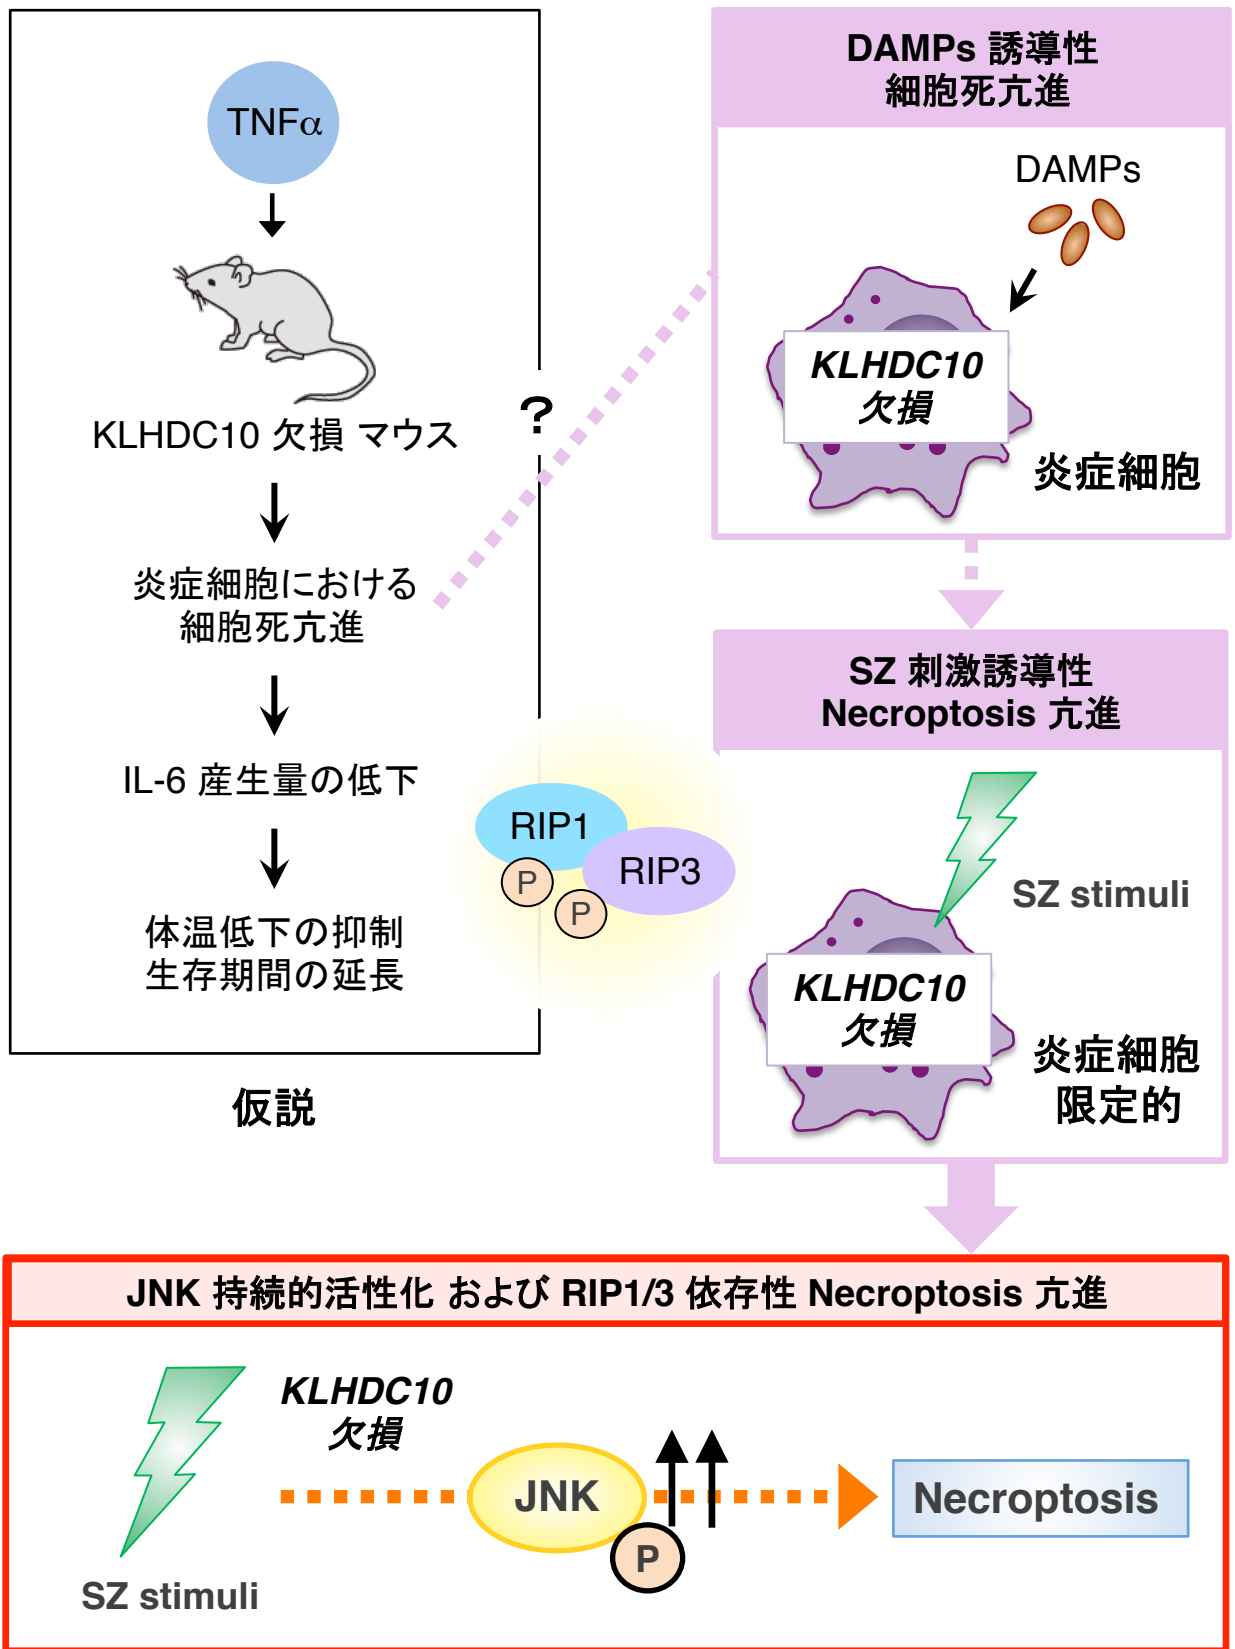 TNFα
KLHDC10 欠損 マウス
炎症細胞における
細胞死亢進
IL-6 産生量の低下
体温低下の抑制
生存期間の延長
仮説
?
DAMPs 誘導性
細胞死亢進
DAMPs
KLHDC10
欠損
炎症細胞
SZ 刺激誘導性
Necroptosis 亢進
RIP1
RIP3
P
P
SZ stimuli
KLHDC10
欠損
炎症細胞
限定的
JNK 持続的活性化 および RIP1/3 依存性 Necroptosis 亢進
KLHDC10
欠損
JNK
P
Necroptosis
SZ stimuli